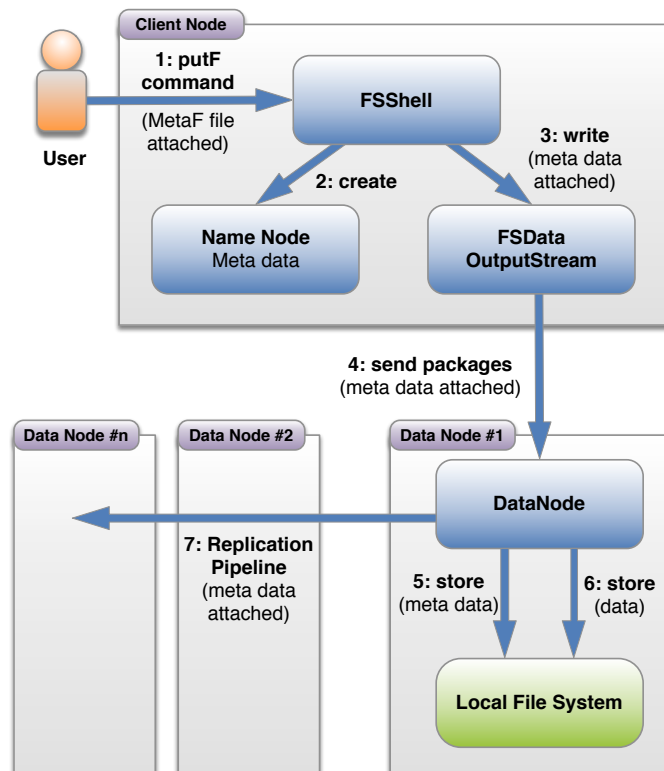 Client Node
1: putF
command
(MetaF file
attached)
User
FSShell
2: create
3: write
(meta data
attached)
Name Node
Meta data
FSData
OutputStream
4: send packages
(meta data attached)
Data Node #n
Data Node #2
Data Node #1
DataNode
7: Replication
Pipeline
(meta data
attached)
5: store
(meta data)
6: store
(data)
Local File System